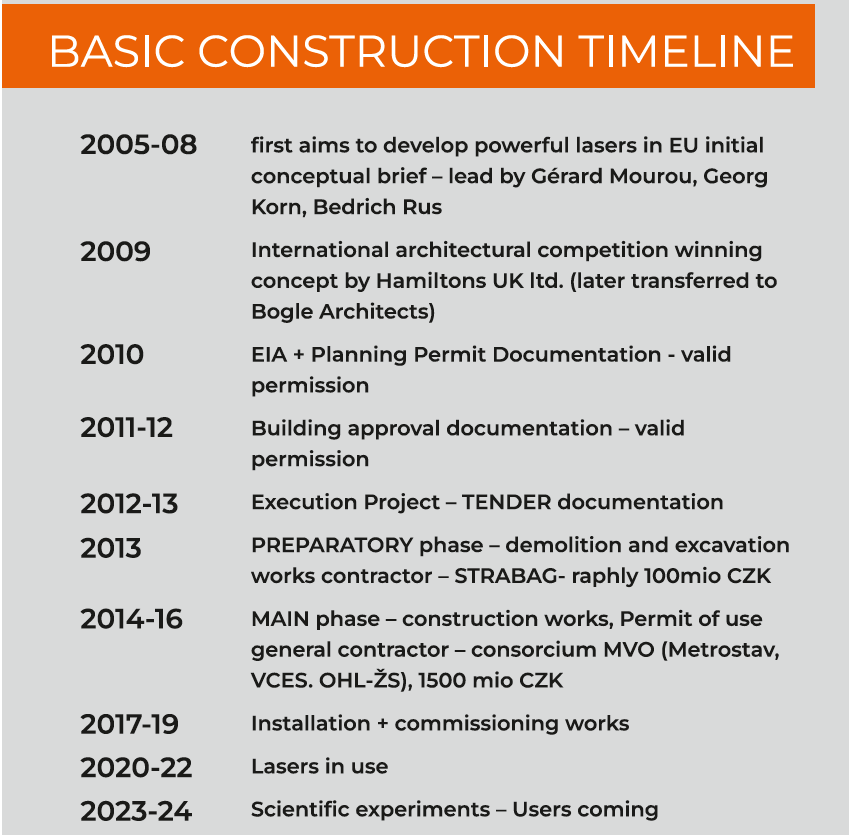 BASIC CONSTRUCTION TIMELINE
2005-08 first aims to develop powerful lasers in EU initial
conceptual brief – lead by Gérard Mourou, Georg
Korn, Bedrich Rus
2009 International architectural competition winning
concept by Hamiltons UK ltd. (later transferred to
Bogle Architects)
2010 EIA + Planning Permit Documentation - valid
permission
2011-12 Building approval documentation – valid
permission
2012-13 Execution Project – TENDER documentation
2013 PREPARATORY phase – demolition and excavation
works contractor – STRABAG- raphly 100mio CZK
2014-16 MAIN phase – construction works, Permit of use
general contractor – consorcium MVO (Metrostav,
VCES. OHL-ŽS), 1500 mio CZK
2017-19 Installation + commissioning works
2020-22 Lasers in use
2023-24 Scientific experiments – Users coming